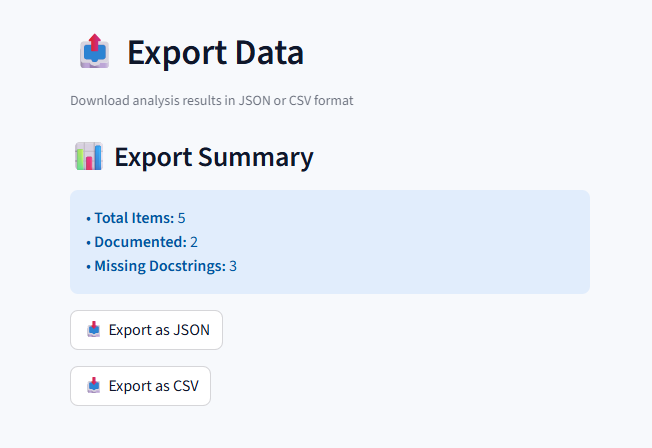 Export Data
Download analysis results in JSON or CSV format
Export Summary
• Total Items: 5
• Documented: 2
• Missing Docstrings: 3
Export as JSON
Export as CSV